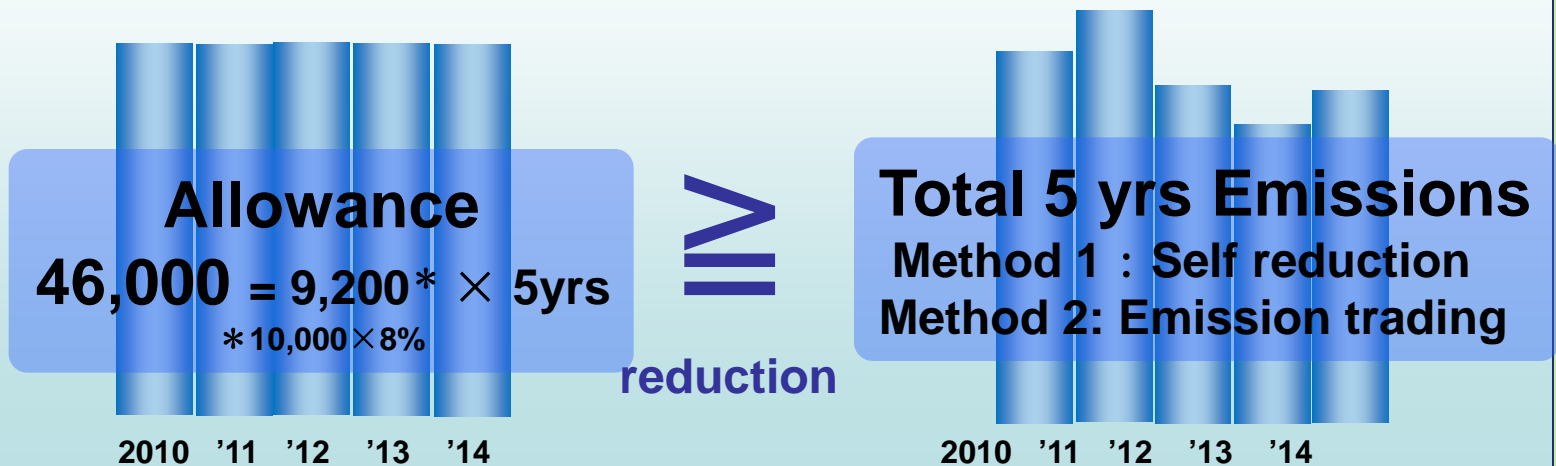 Allowance
46,000 = 9,200* × 5yrs
*10,000×8%
2010 ’11 ’12 ’13 ’14
≧
reduction
Total 5 yrs Emissions
Method 1 : Self reduction
Method 2: Emission trading
2010 ’11 ’12 ’13 ’14